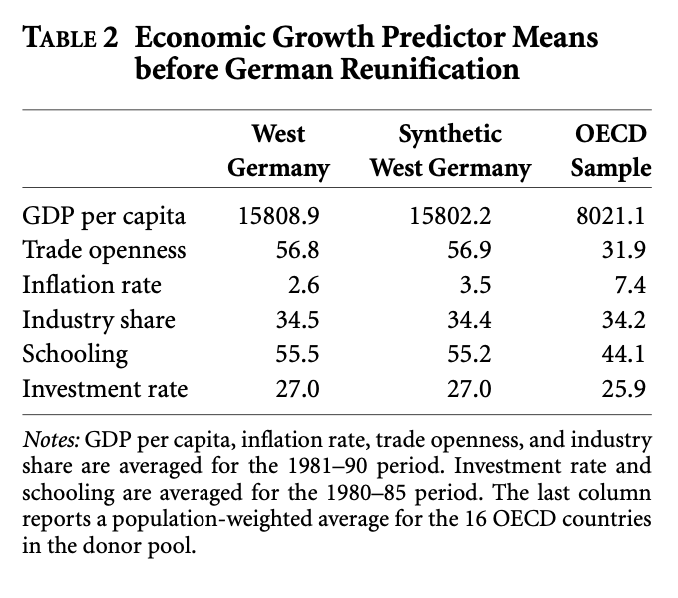 TABLE 2 Economic Growth Predictor Means
before German Reunification
West Synthetic OECD
Germany West Germany Sample
GDP per capita 15808.9 15802.2 8021.1
Trade openness 56.8 56.9 31.9
Inflation rate 2.6 3.5 7.4
Industry share 34.5 34.4 34.2
Schooling 55.5 55.2 44.1
Investment rate 27.0 27.0 25.9
Notes: GDP per capita, inflation rate, trade openness, and industry
share are averaged for the 1981–90 period. Investment rate and
schooling are averaged for the 1980–85 period. The last column
reports a population-weighted average for the 16 OECD countries
in the donor pool.